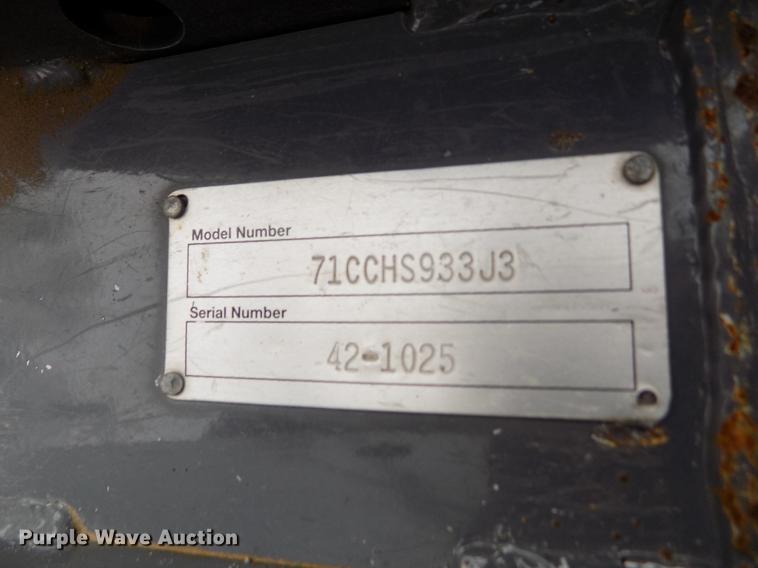 Model Number
71CCHS933J3
Serial Number
42-1025
Purple Wave Auction